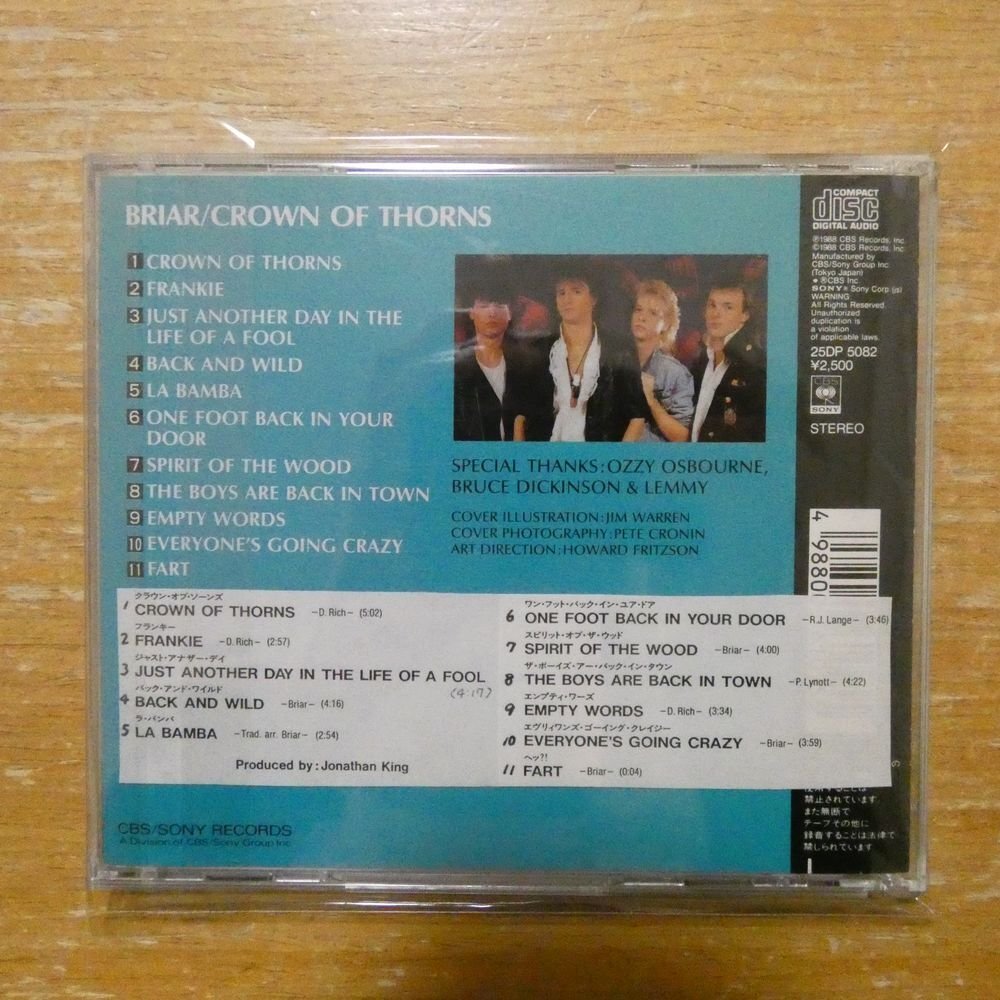 BRIAR/CROWN OF THORNS
1 CROWN OF THORNS
2 FRANKIE
3 JUST ANOTHER DAY IN THE
LIFE OF A FOOL
4 BACK AND WILD
5 LA BAMBA
6 ONE FOOT BACK IN YOUR
DOOR
7 SPIRIT OF THE WOOD
8 THE BOYS ARE BACK IN TOWN
9 EMPTY WORDS
10 EVERYONE'S GOING CRAZY
11 FART
SPECIAL THANKS:OZZY OSBOURNE,
BRUCE DICKINSON & LEMMY
COVER ILLUSTRATION:JIM WARREN
COVER PHOTOGRAPHY:PETE CRONIN
ART DIRECTION:HOWARD FRITZSON
COMPACT
disc
DIGITAL AUDIO
℗1988 CBS Records, Inc.
©1988 CBS Records, Inc.
Manufactured by
CBS/Sony Group Inc.
(Tokyo Japan)
● ®CBS Inc.
SONY® Sony Corp.(js)
WARNING:
All Rights Reserved.
Unauthorized
duplication is
a violation
of applicable laws.
25DP 5082
¥2,500
CBS
SONY
STEREO
4 9880
クラウン・オブ・ソーンズ
1 CROWN OF THORNS —D. Rich— (5:02)
フランキー
2 FRANKIE —D. Rich— (2:57)
ジャスト・アナザー・デイ
3 JUST ANOTHER DAY IN THE LIFE OF A FOOL
(4:17)
バック・アンド・ワイルド
4 BACK AND WILD —Briar— (4:16)
ラ・バンバ
5 LA BAMBA —Trad. arr. Briar— (2:54)
Produced by : Jonathan King
ワン・フット・バック・イン・ユア・ドア
6 ONE FOOT BACK IN YOUR DOOR —R.J. Lange— (3:46)
スピリット・オブ・ザ・ウッド
7 SPIRIT OF THE WOOD —Briar— (4:00)
ザ・ボーイズ・アー・バック・イン・タウン
8 THE BOYS ARE BACK IN TOWN —P. Lynott— (4:22)
エンプティ・ワーズ
9 EMPTY WORDS —D. Rich— (3:34)
エヴリィワンズ・ゴーイング・クレイジー
10 EVERYONE'S GOING CRAZY —Briar— (3:59)
ヘッ?!
11 FART —Briar— (0:04)
CBS/SONY RECORDS
A Division of CBS/Sony Group Inc.
使用することは
禁止されています。
また無断で
テープその他に
録音することは法律で
禁じられています